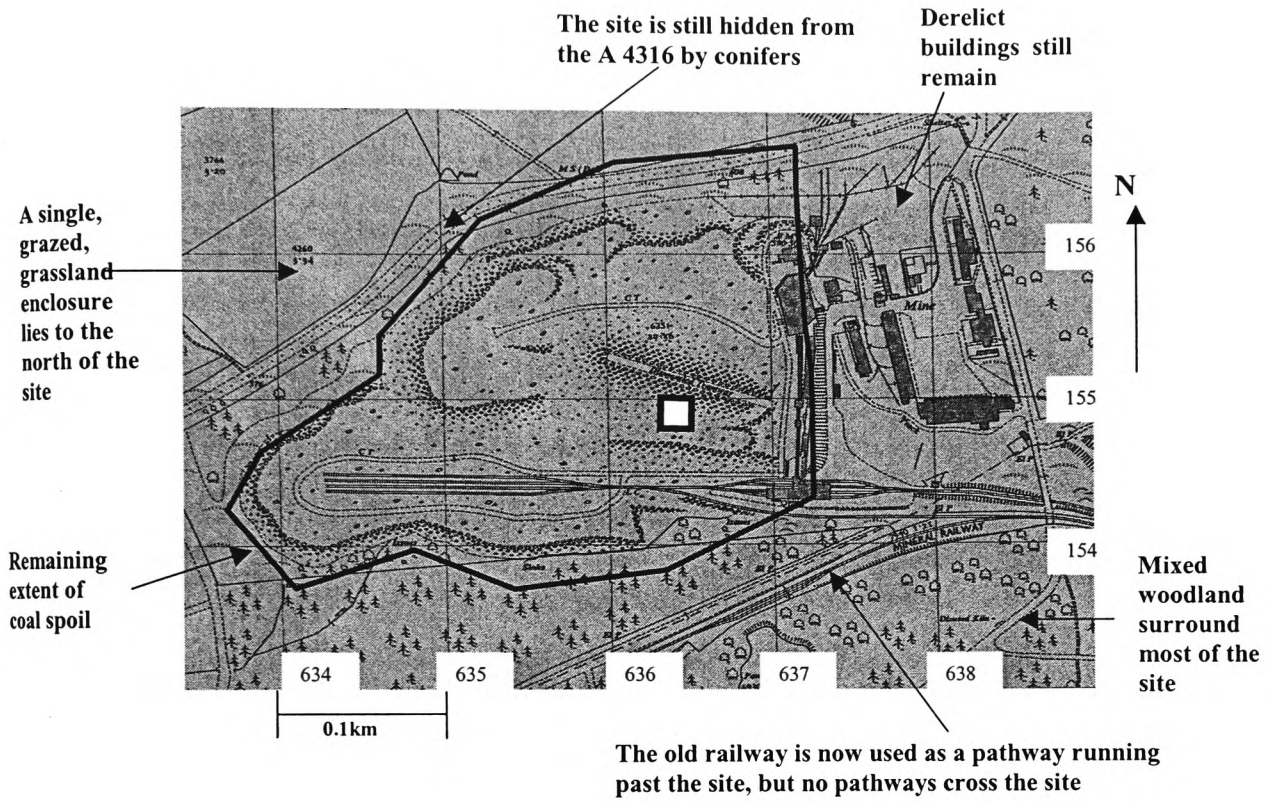 The site is still hidden from
the A 4316 by conifers
Derelict
buildings still
remain
N
A single,
grazed,
grassland
enclosure
lies to the
north of the
site
156
Mine
155
Remaining
extent of
coal spoil
MINERAL RAILWAY
154
Mixed
woodland
surround
most of the
site
634
635
636
637
638
0.1km
The old railway is now used as a pathway running
past the site, but no pathways cross the site